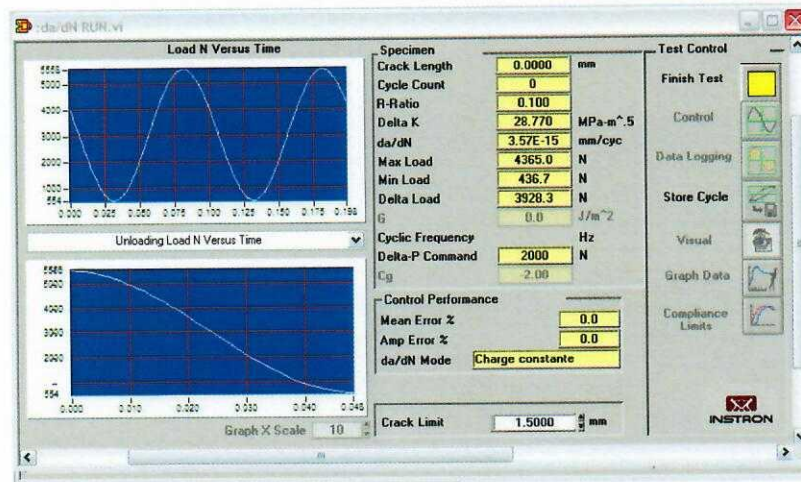 :da/dN RUN.vi
Load N Versus Time
5568
5000
4000
3000
2000
1000
554
0.000 0.025 0.050 0.075 0.100 0.125 0.150 0.175 0.198
Unloading Load N Versus Time
5568
5000
4000
3000
2000
554
0.000 0.010 0.020 0.030 0.040 0.045
Graph X Scale 10
Specimen
Crack Length 0.0000 mm
Cycle Count 0
R-Ratio 0.100
Delta K 28.770 MPa-m^.5
da/dN 3.57E-15 mm/cyc
Max Load 4365.0 N
Min Load 436.7 N
Delta Load 3928.3 N
G 0.0 J/m^2
Cyclic Frequency Hz
Delta-P Command 2000 N
Cg -2.00
Control Performance
Mean Error % 0.0
Amp Error % 0.0
da/dN Mode Charge constante
Crack Limit 1.5000 mm
Test Control
Finish Test
Control
Data Logging
Store Cycle
Visual
Graph Data
Compliance
Limits
INSTRON